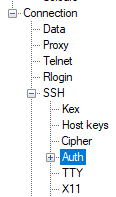 Connection
Data
Proxy
Telnet
Rlogin
SSH
Kex
Host keys
Cipher
Auth
TTY
X11